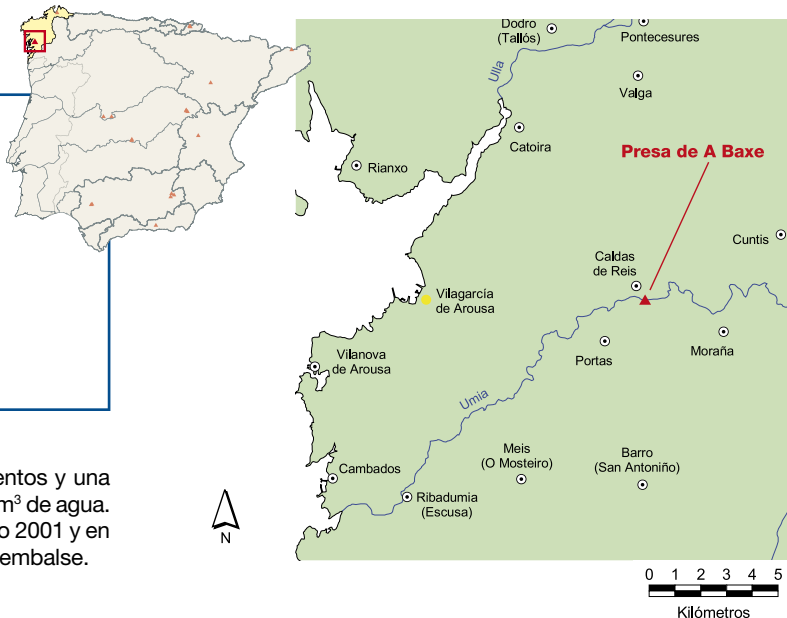 Dodro
(Tallós)
Pontecesures
Ulla
Valga
Catoira
Presa de A Baxe
Rianxo
Cuntis
Caldas
de Reis
Vilagarcía
de Arousa
Moraña
Portas
Vilanova
de Arousa
Umia
Meis
(O Mosteiro)
Barro
(San Antoniño)
Cambados
Ribadumia
(Escusa)
entos y una
m³ de agua.
o 2001 y en
embalse.
N
0 1 2 3 4 5
Kilómetros